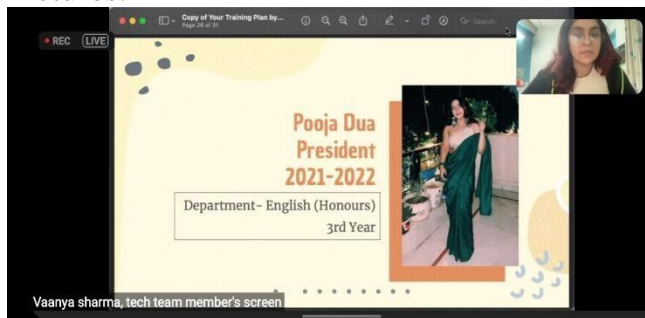 Copy of Your Training Plan by...
Page 26 of 31
Search
REC LIVE
Pooja Dua
President
2021-2022
Department- English (Honours)
3rd Year
Vaanya sharma, tech team member's screen